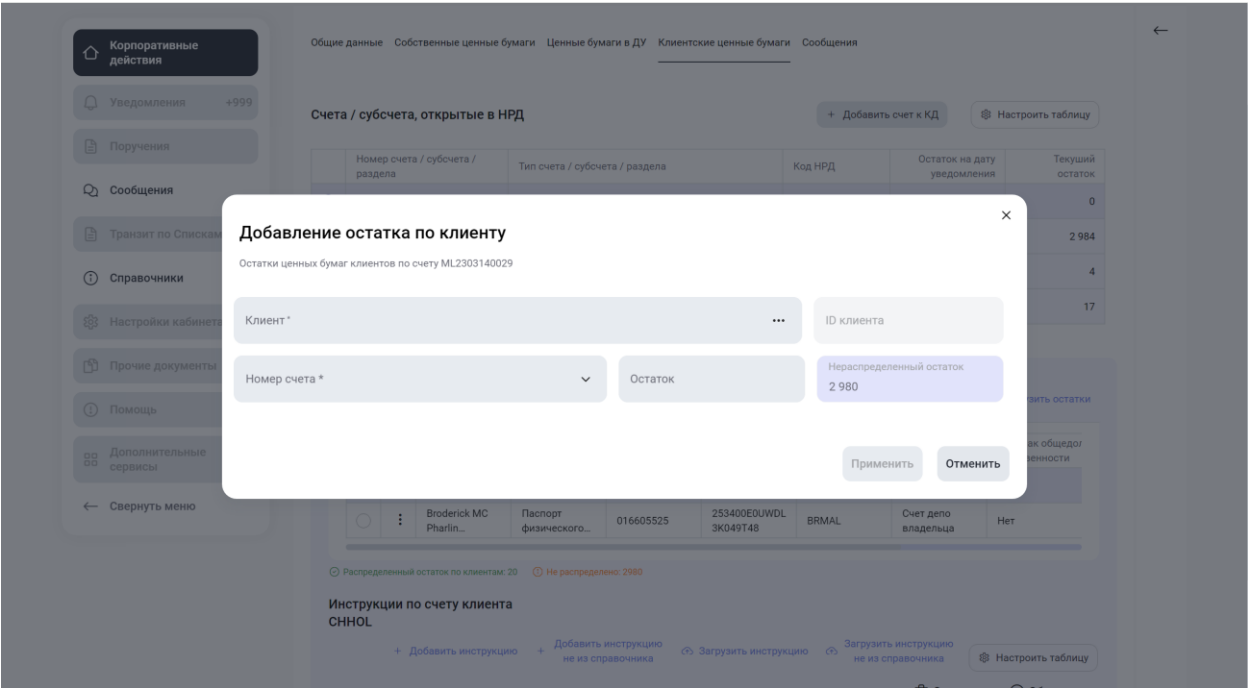 Корпоративные
действия
Уведомления +999
Поручения
Сообщения
Транзит по Спискам
Справочники
Настройки кабинета
Прочие документы
Помощь
Дополнительные
сервисы
Свернуть меню
Общие данные Собственные ценные бумаги Ценные бумаги в ДУ Клиентские ценные бумаги Сообщения
Счета / субсчета, открытые в НРД
+ Добавить счет к КД
Настроить таблицу
Номер счета / субсчета /
раздела
Тип счета / субсчета / раздела
Код НРД
Остаток на дату
уведомления
Текущий
остаток
0
2 984
4
17
Добавление остатка по клиенту
Остатки ценных бумаг клиентов по счету ML2303140029
Клиент *
ID клиента
Номер счета *
Остаток
Нераспределенный остаток
2 980
Применить
Отменить
зить остатки
ак общедол
венности
Broderick MC
Pharlin...
Паспорт
физического...
016605525
253400E0UWDL
3K049T48
BRMAL
Счет депо
владельца
Нет
Распределенный остаток по клиентам: 20 Не распределено: 2980
Инструкции по счету клиента
CHHOL
+ Добавить инструкцию
+ Добавить инструкцию
не из справочника
Загрузить инструкцию
Загрузить инструкцию
не из справочника
Настроить таблицу